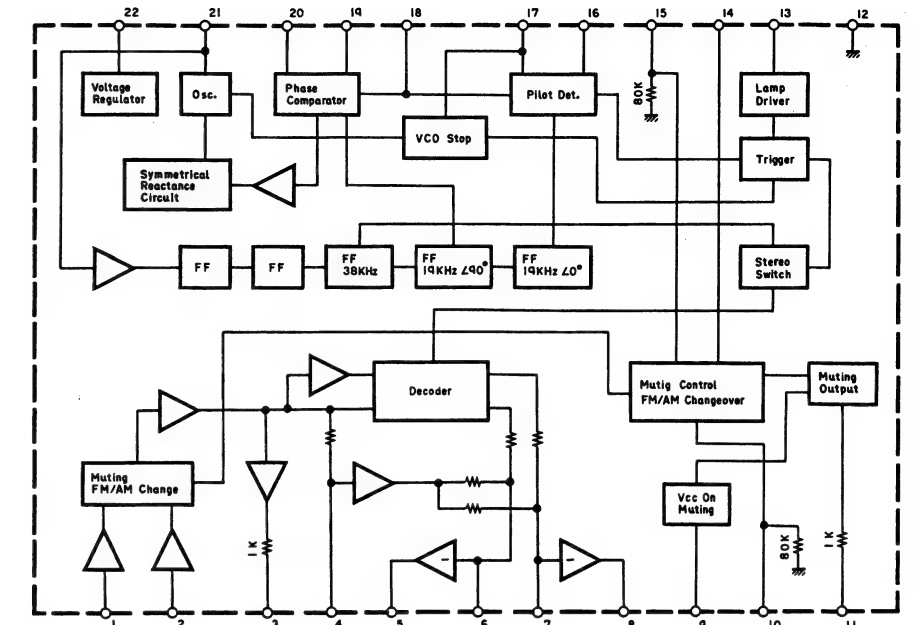 22 21 20 19 18 17 16 15 14 13 12
Voltage
Regulator
Osc.
Phase
Comparator
Pilot Det.
80K
Lamp
Driver
VCO Stop
Trigger
Symmetrical
Reactance
Circuit
FF
FF
FF
38KHz
FF
19KHz ∠90°
FF
19KHz ∠0°
Stereo
Switch
Decoder
Mutig Control
FM/AM Changeover
Muting
Output
Muting
FM/AM Change
Vcc On
Muting
1K
–
–
80K
1K
1 2 3 4 5 6 7 8 9 10 11